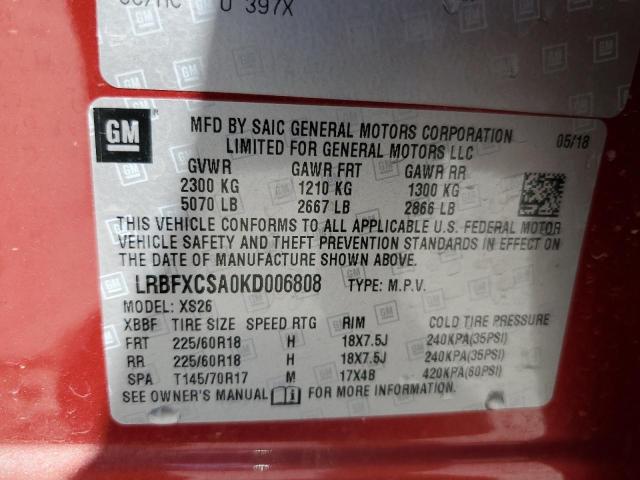 U 397X
GM
MFD BY SAIC GENERAL MOTORS CORPORATION
LIMITED FOR GENERAL MOTORS LLC
05/18
GVWR GAWR FRT GAWR RR
2300 KG 1210 KG 1300 KG
5070 LB 2667 LB 2866 LB
THIS VEHICLE CONFORMS TO ALL APPLICABLE U.S. FEDERAL MOTOR
VEHICLE SAFETY AND THEFT PREVENTION STANDARDS IN EFFECT ON
THE DATE OF MANUFACTURE SHOWN ABOVE.
LRBFXCSA0KD006808 TYPE: M.P.V.
MODEL: XS26
XBBF TIRE SIZE SPEED RTG RIM COLD TIRE PRESSURE
FRT 225/60R18 H 18X7.5J 240KPA(35PSI)
RR 225/60R18 H 18X7.5J 240KPA(35PSI)
SPA T145/70R17 M 17X4B 420KPA(60PSI)
SEE OWNER'S MANUAL FOR MORE INFORMATION.